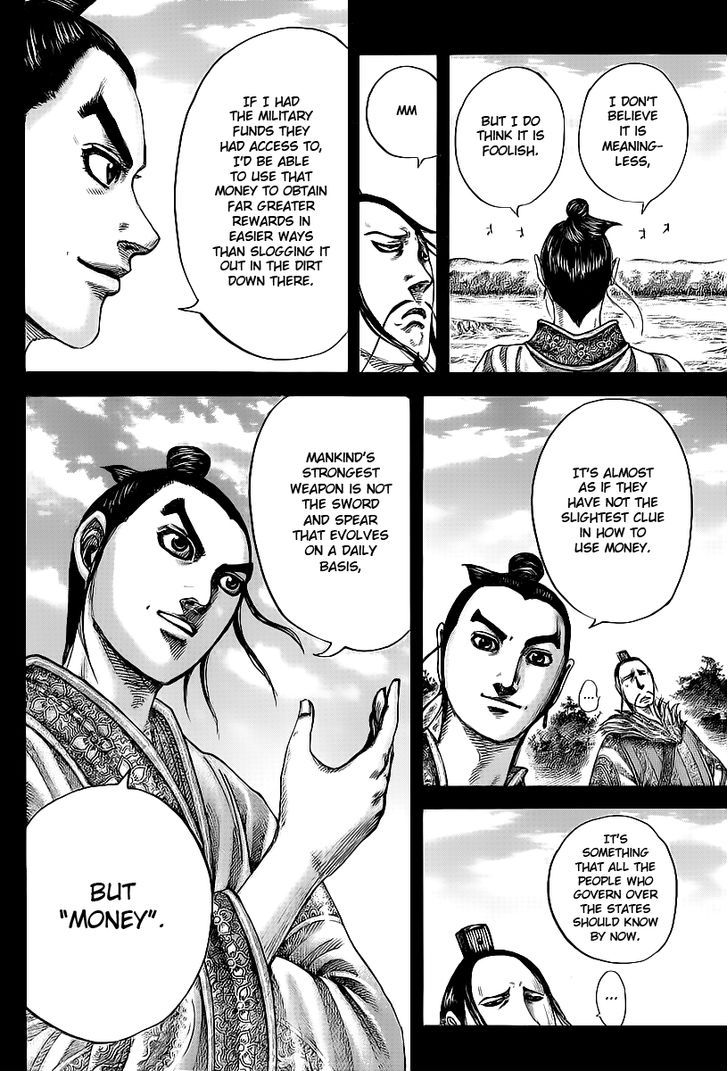 I DON'T
BELIEVE
IT IS
MEANING-
LESS,
BUT I DO
THINK IT IS
FOOLISH.
MM
IF I HAD
THE MILITARY
FUNDS THEY
HAD ACCESS TO,
I'D BE ABLE
TO USE THAT
MONEY TO OBTAIN
FAR GREATER
REWARDS IN
EASIER WAYS
THAN SLOGGING IT
OUT IN THE DIRT
DOWN THERE.
IT'S ALMOST
AS IF THEY
HAVE NOT THE
SLIGHTEST CLUE
IN HOW TO
USE MONEY.
...
IT'S
SOMETHING
THAT ALL THE
PEOPLE WHO
GOVERN OVER
THE STATES
SHOULD KNOW
BY NOW.
...
MANKIND'S
STRONGEST
WEAPON IS NOT
THE SWORD
AND SPEAR
THAT EVOLVES
ON A DAILY
BASIS,
BUT
"MONEY".